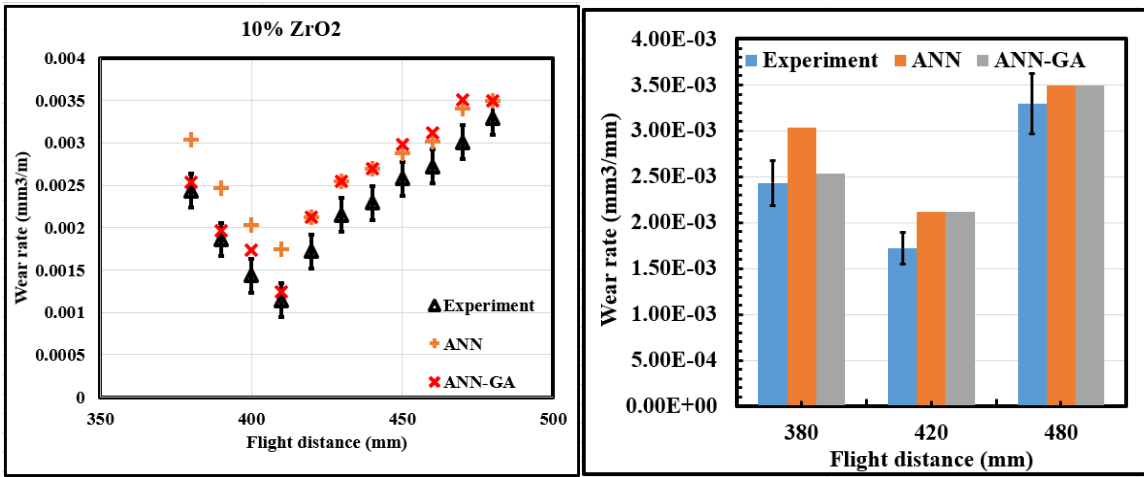 10% ZrO2
0.004
0.0035
0.003
0.0025
0.002
0.0015
0.001
0.0005
0
Wear rate (mm3/m)
Experiment
ANN
ANN-GA
350
400
450
500
Flight distance (mm)
4.00E-03
3.50E-03
3.00E-03
2.50E-03
2.00E-03
1.50E-03
1.00E-03
5.00E-04
0.00E+00
Wear rate (mm3/mm)
Experiment ANN ANN-GA
380 420 480
Flight distance (mm)